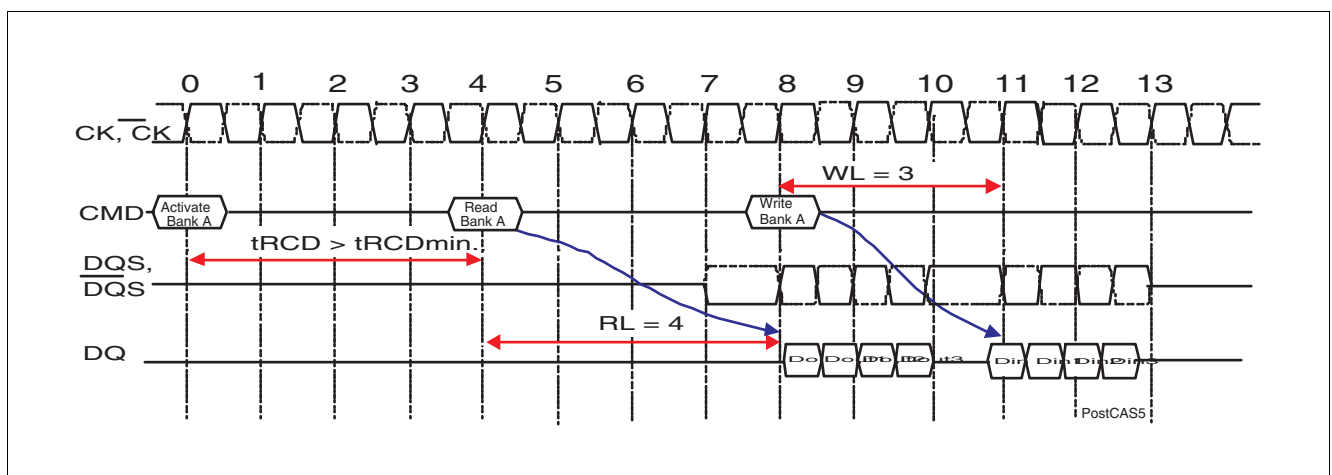 0 1 2 3 4 5 6 7 8 9 10 11 12 13
CK, CK
WL = 3
CMD
Activate
Bank A
Read
Bank A
Write
Bank A
tRCD > tRCDmin.
DQS,
DQS
RL = 4
DQ
PostCAS5